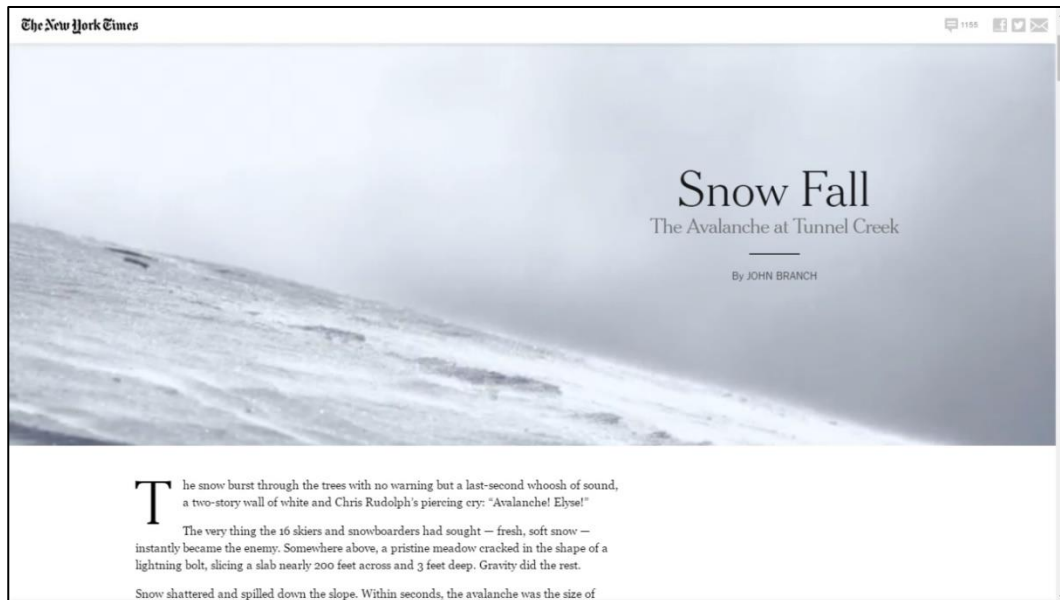 The New York Times
1155
Snow Fall
The Avalanche at Tunnel Creek
By JOHN BRANCH
The snow burst through the trees with no warning but a last-second whoosh of sound,
a two-story wall of white and Chris Rudolph’s piercing cry: “Avalanche! Elyse!”
The very thing the 16 skiers and snowboarders had sought — fresh, soft snow —
instantly became the enemy. Somewhere above, a pristine meadow cracked in the shape of a
lightning bolt, slicing a slab nearly 200 feet across and 3 feet deep. Gravity did the rest.
Snow shattered and spilled down the slope. Within seconds, the avalanche was the size of